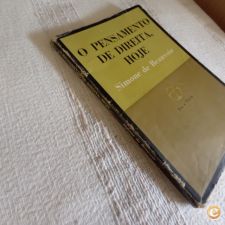 O PENSAMENTO
DE DIREITA,
HOJE
Simone de Beauvoir